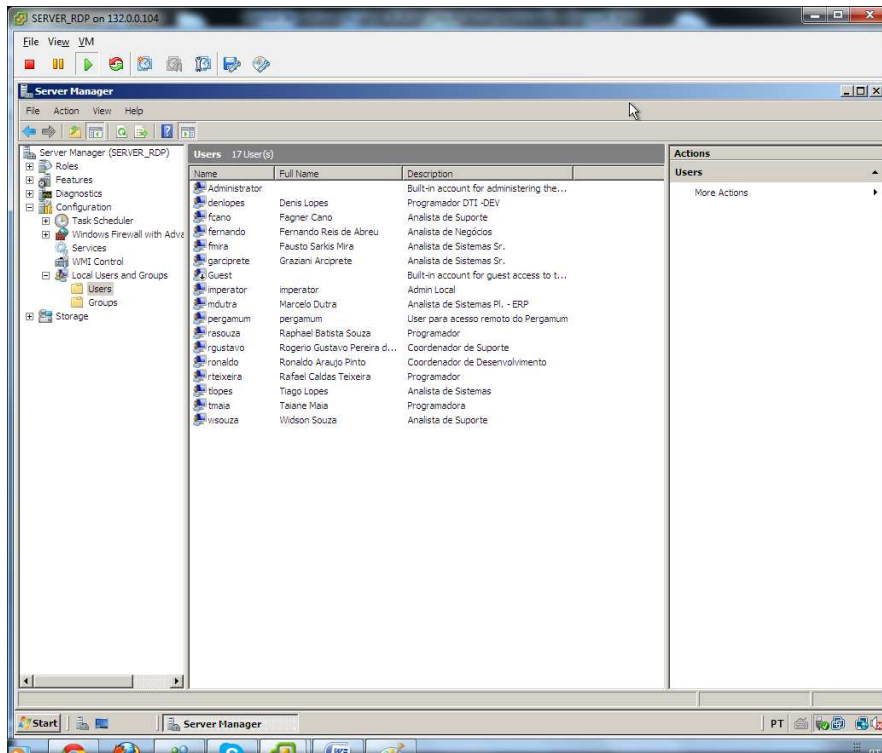 SERVER_RDP on 132.0.0.104
File View VM
Server Manager
File Action View Help
Server Manager (SERVER_RDP)
Roles
Features
Diagnostics
Configuration
Task Scheduler
Windows Firewall with Adva
Services
WMI Control
Local Users and Groups
Users
Groups
Storage
Users 17 User(s)
Name Full Name Description
Administrator Built-in account for administering the...
denlopes Denis Lopes Programador DTI -DEV
fcano Fagner Cano Analista de Suporte
fernando Fernando Reis de Abreu Analista de Negócios
fmira Fausto Sarkis Mira Analista de Sistemas Sr.
garciprete Graziani Arciprete Analista de Sistemas Sr.
Guest Built-in account for guest access to t...
imperator imperator Admin Local
mdutra Marcelo Dutra Analista de Sistemas Pl. - ERP
pergamum pergamum User para acesso remoto do Pergamum
rasouza Raphael Batista Souza Programador
rgustavo Rogerio Gustavo Pereira d... Coordenador de Suporte
ronaldo Ronaldo Araujo Pinto Coordenador de Desenvolvimento
rteixeira Rafael Caldas Teixeira Programador
tlopes Tiago Lopes Analista de Sistemas
tmaia Taiane Maia Programadora
wsouza Widson Souza Analista de Suporte
Actions
Users
More Actions
Start
Server Manager
PT
PT